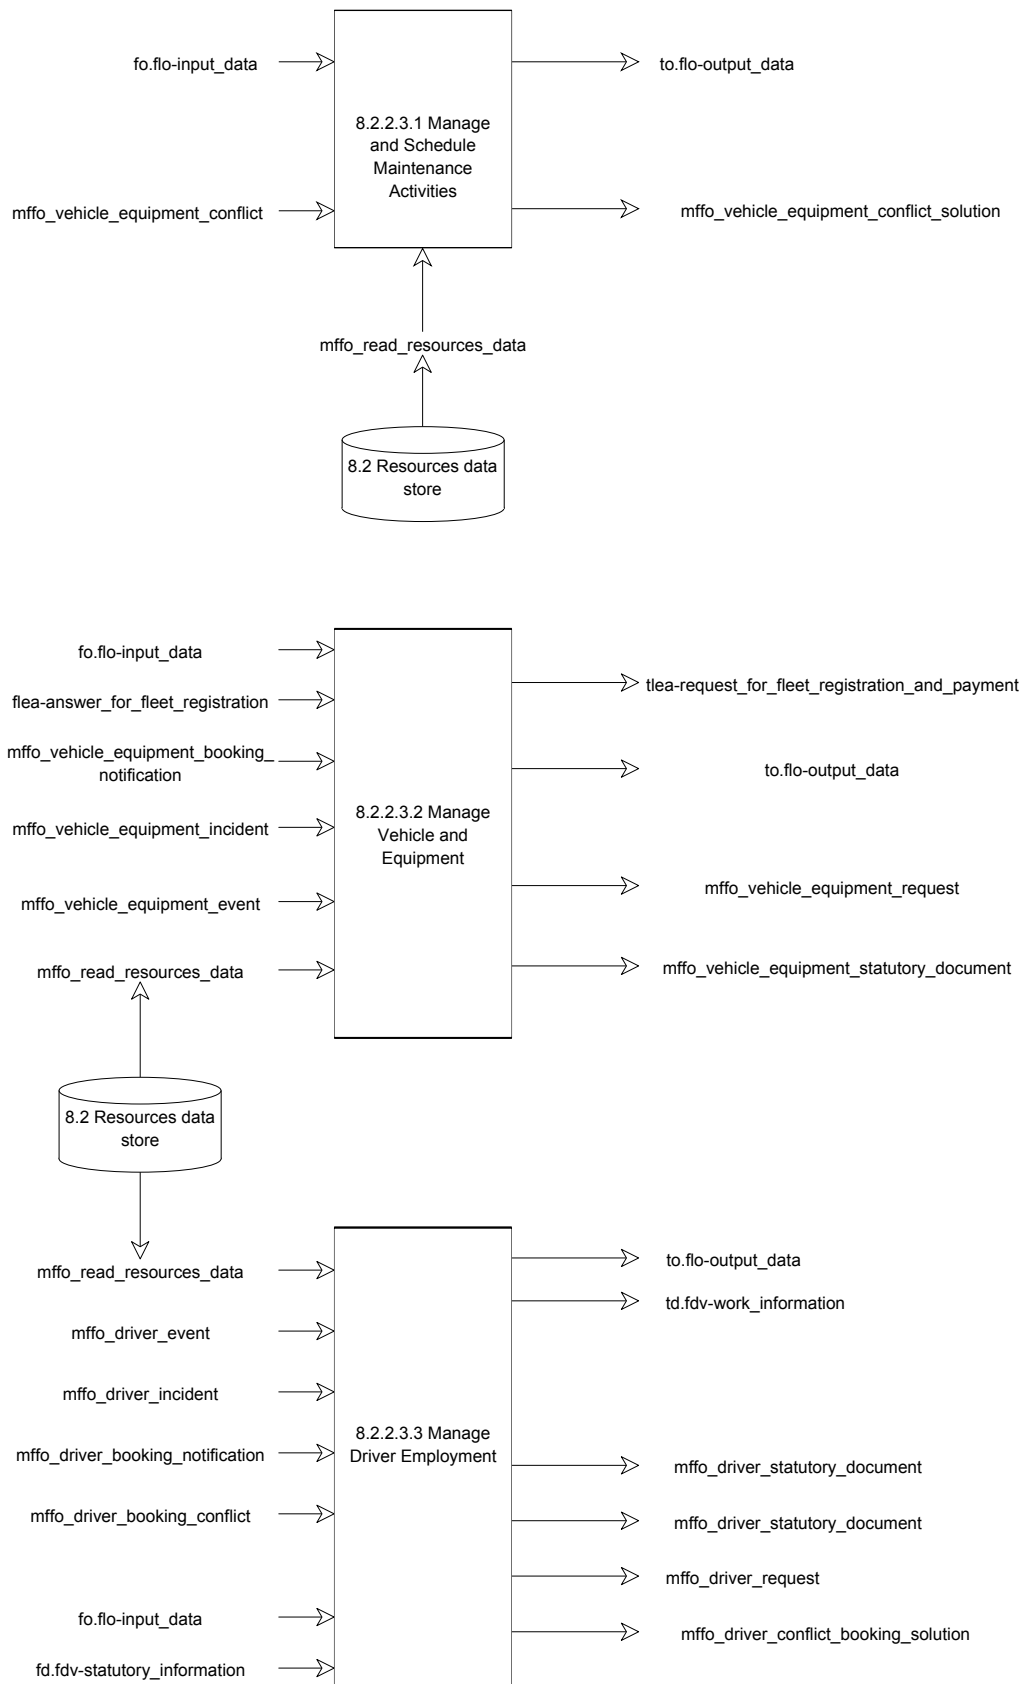 fo.flo-input_data
to.flo-output_data
8.2.2.3.1 Manage
and Schedule
Maintenance
Activities
mffo_vehicle_equipment_conflict
mffo_vehicle_equipment_conflict_solution
mffo_read_resources_data
8.2 Resources data
store
fo.flo-input_data
flea-answer_for_fleet_registration
tlea-request_for_fleet_registration_and_payment
mffo_vehicle_equipment_booking_
notification
to.flo-output_data
mffo_vehicle_equipment_incident
8.2.2.3.2 Manage
Vehicle and
Equipment
mffo_vehicle_equipment_request
mffo_vehicle_equipment_event
mffo_read_resources_data
mffo_vehicle_equipment_statutory_document
8.2 Resources data
store
mffo_read_resources_data
to.flo-output_data
td.fdv-work_information
mffo_driver_event
mffo_driver_incident
8.2.2.3.3 Manage
Driver Employment
mffo_driver_booking_notification
mffo_driver_statutory_document
mffo_driver_booking_conflict
mffo_driver_statutory_document
mffo_driver_request
fo.flo-input_data
mffo_driver_conflict_booking_solution
fd.fdv-statutory_information